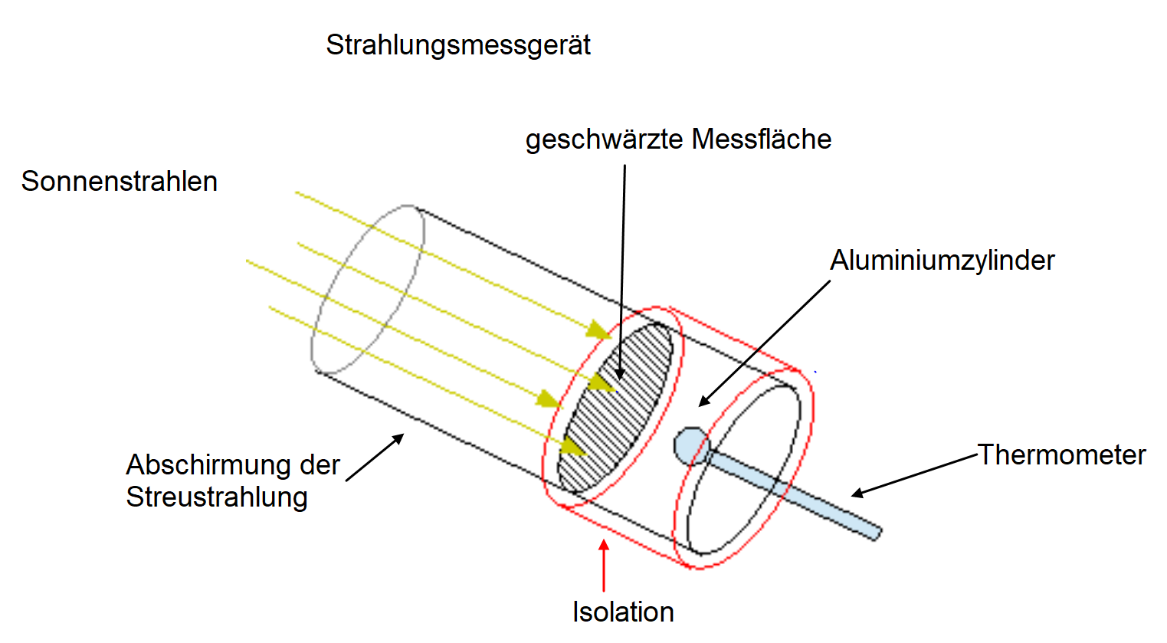 Strahlungsmessgerät
geschwärzte Messfläche
Sonnenstrahlen
Aluminiumzylinder
Thermometer
Abschirmung der
Streustrahlung
Isolation